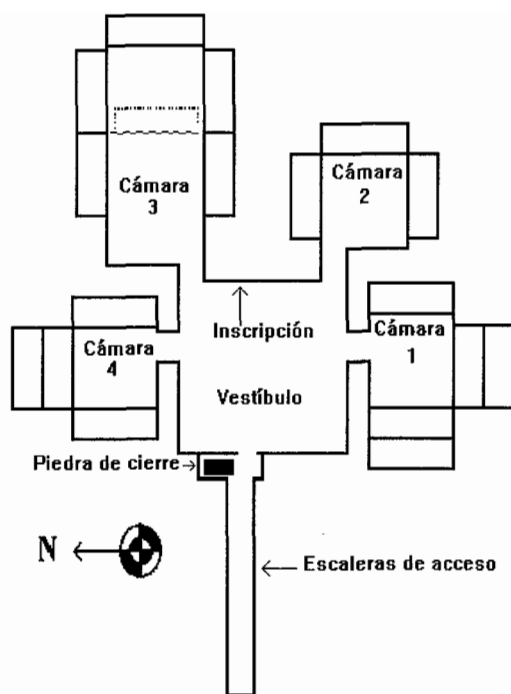 Cámara
3
Cámara
2
Inscripción
Cámara
4
Cámara
1
Vestíbulo
Piedra de cierre
N
Escaleras de acceso